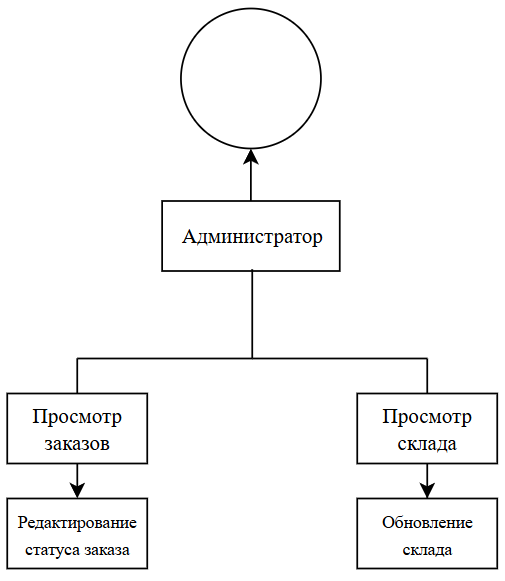 Администратор
Просмотр
заказов
Просмотр
склада
Редактирование
статуса заказа
Обновление
склада